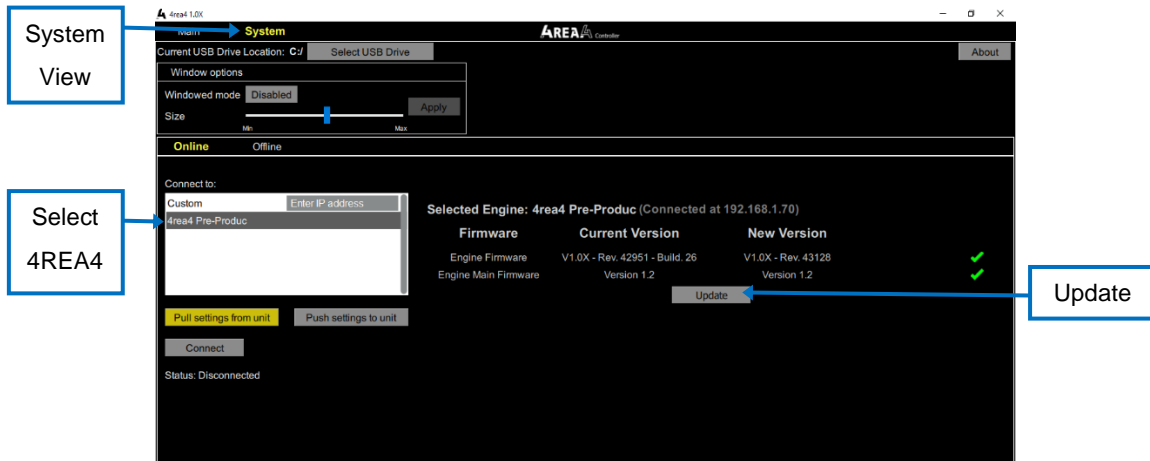 4rea4 1.0X
System
View
Main System
4REA4 Controller
Current USB Drive Location: C:/ Select USB Drive
About
Window options
Windowed mode Disabled
Size
Apply
Min Max
Online Offline
Connect to:
Custom Enter IP address
4rea4 Pre-Produc
Select
4REA4
Selected Engine: 4rea4 Pre-Produc (Connected at 192.168.1.70)
Firmware Current Version New Version
Engine Firmware V1.0X - Rev. 42951 - Build. 26 V1.0X - Rev. 43128
Engine Main Firmware Version 1.2 Version 1.2
Update
Update
Pull settings from unit Push settings to unit
Connect
Status: Disconnected